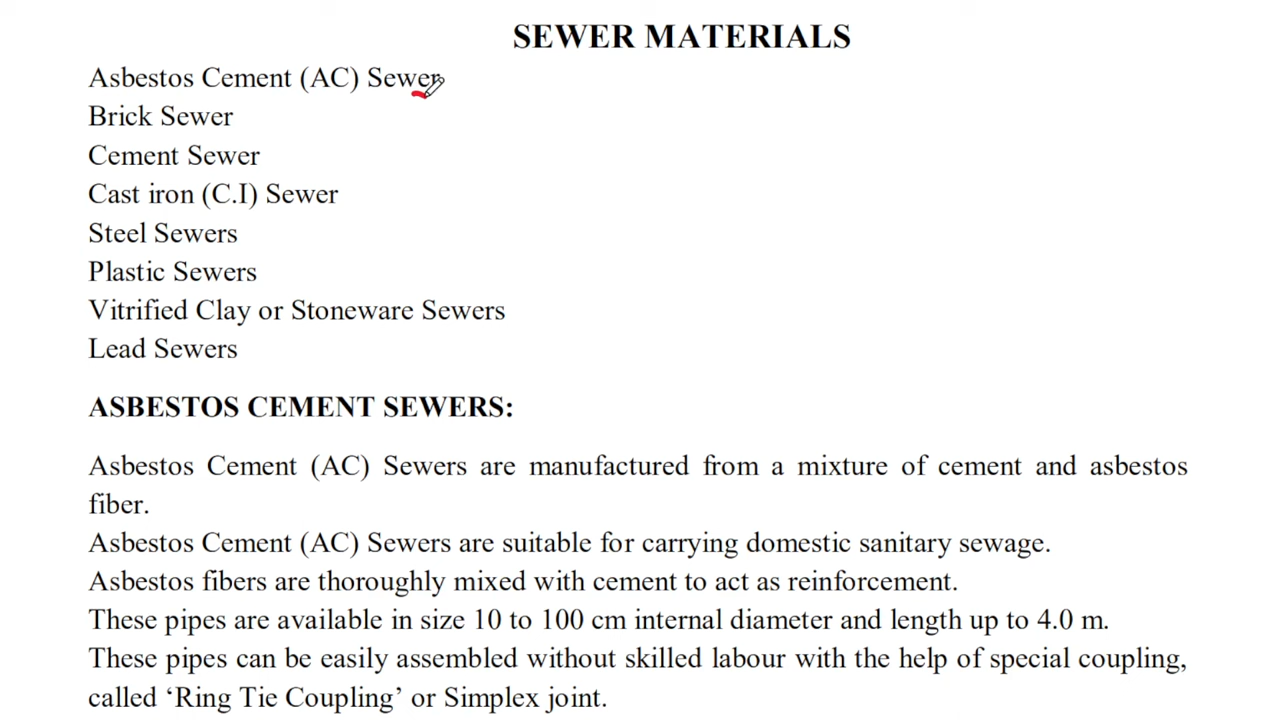 SEWER MATERIALS
Asbestos Cement (AC) Sewer
Brick Sewer
Cement Sewer
Cast iron (C.I) Sewer
Steel Sewers
Plastic Sewers
Vitrified Clay or Stoneware Sewers
Lead Sewers
ASBESTOS CEMENT SEWERS:
Asbestos Cement (AC) Sewers are manufactured from a mixture of cement and asbestos
fiber.
Asbestos Cement (AC) Sewers are suitable for carrying domestic sanitary sewage.
Asbestos fibers are thoroughly mixed with cement to act as reinforcement.
These pipes are available in size 10 to 100 cm internal diameter and length up to 4.0 m.
These pipes can be easily assembled without skilled labour with the help of special coupling,
called ‘Ring Tie Coupling’ or Simplex joint.